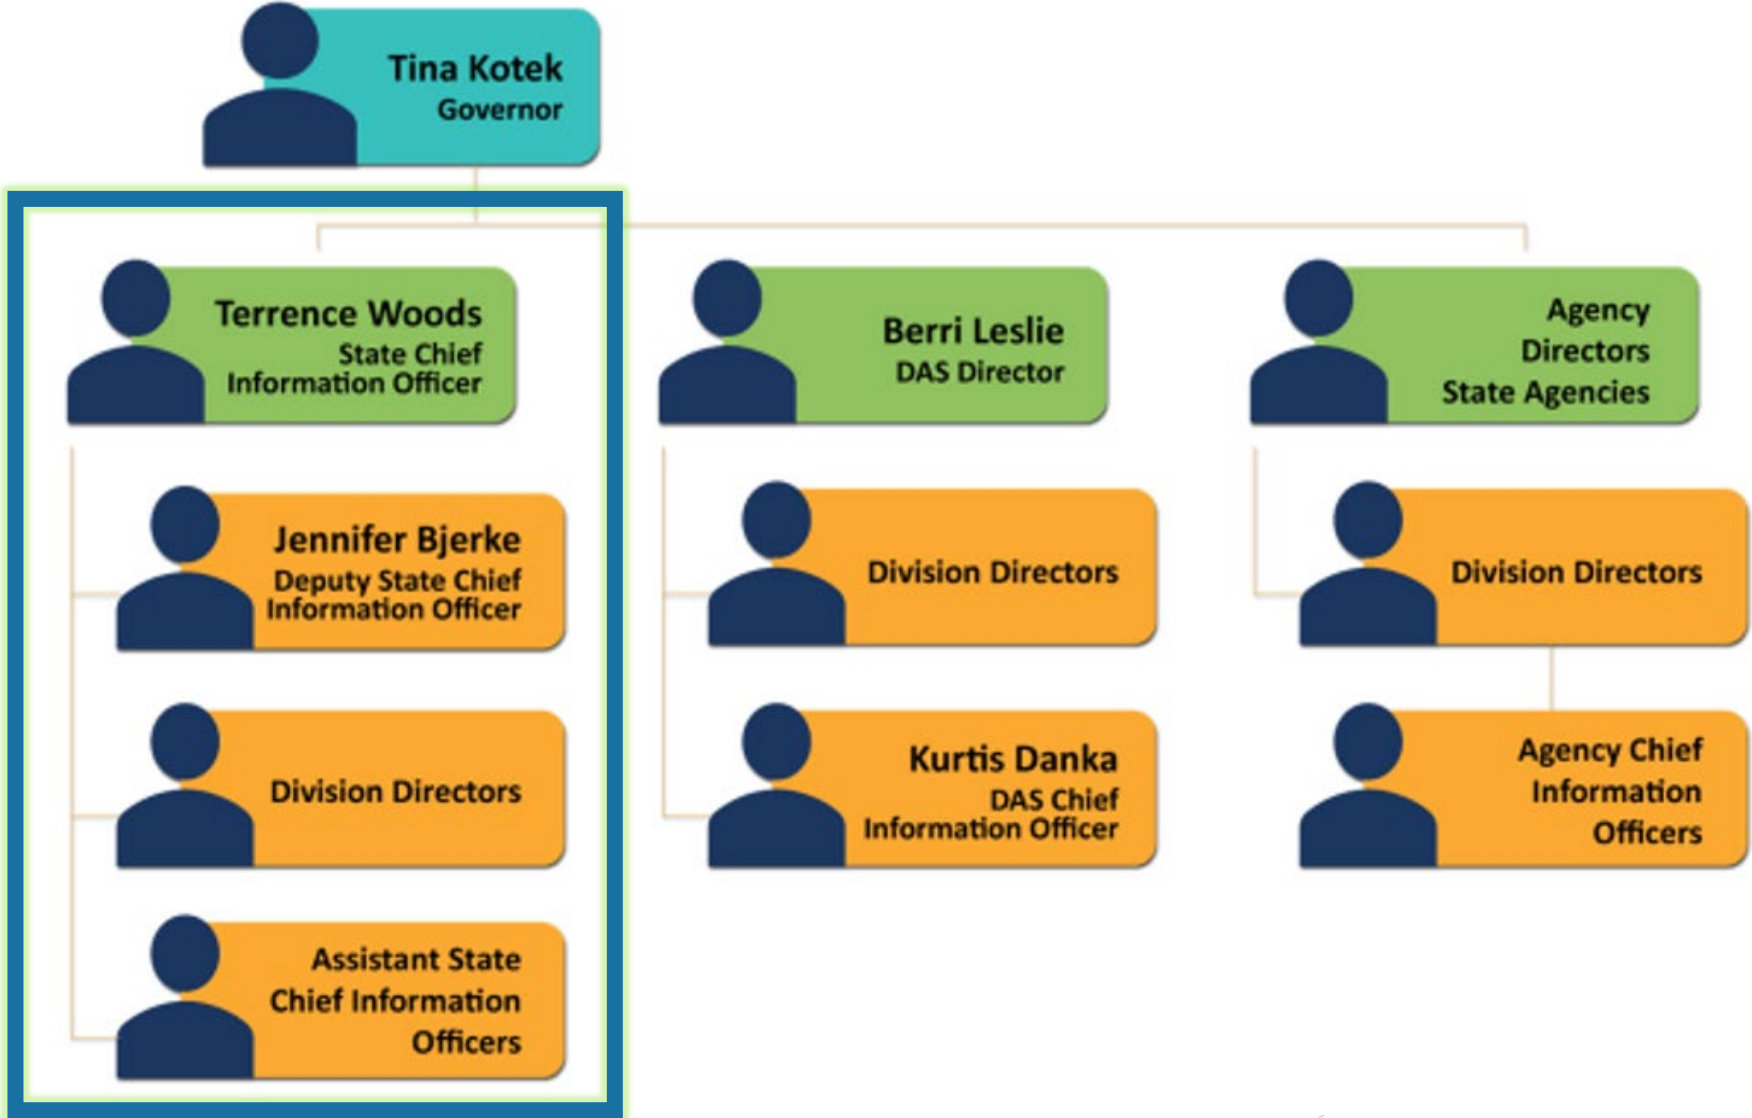 Tina Kotek
Governor
Terrence Woods
State Chief
Information Officer
Berri Leslie
DAS Director
Agency
Directors
State Agencies
Jennifer Bjerke
Deputy State Chief
Information Officer
Division Directors
Division Directors
Division Directors
Kurtis Danka
DAS Chief
Information Officer
Agency Chief
Information
Officers
Assistant State
Chief Information
Officers